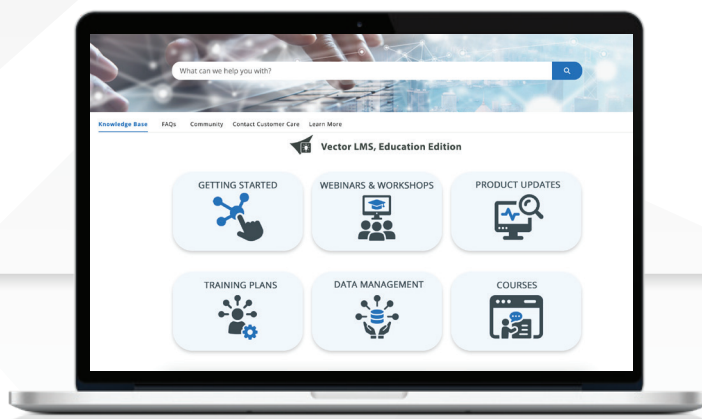 What can we help you with?
Knowledge Base FAQs Community Contact Customer Care Learn More
Vector LMS, Education Edition
GETTING STARTED WEBINARS & WORKSHOPS PRODUCT UPDATES
TRAINING PLANS DATA MANAGEMENT COURSES